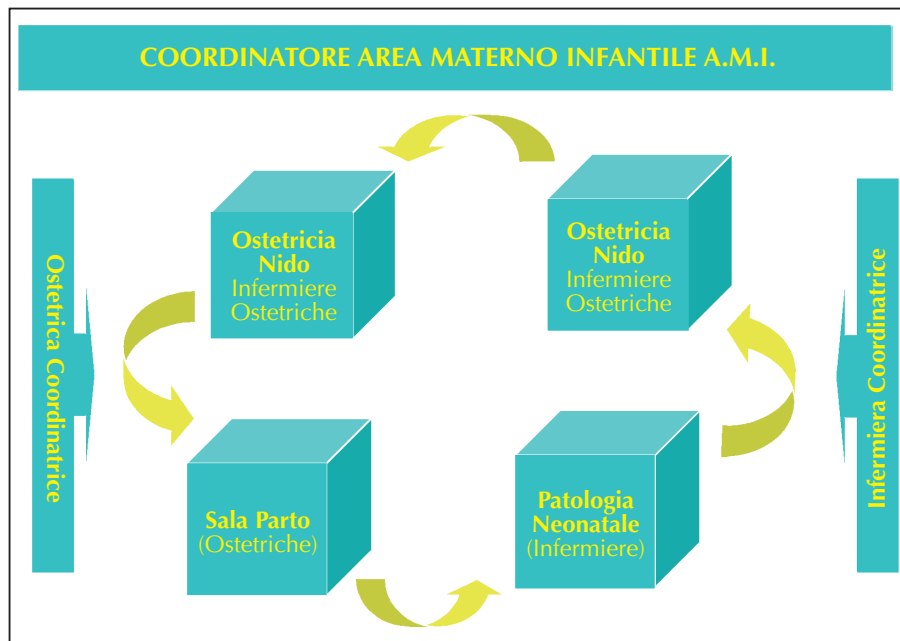 COORDINATORE AREA MATERNO INFANTILE A.M.I.
Ostetrica Coordinatrice
Ostetricia
Nido
Infermiere
Ostetriche
Ostetricia
Nido
Infermiere
Ostetriche
Infermiera Coordinatrice
Sala Parto
(Ostetriche)
Patologia
Neonatale
(Infermiere)